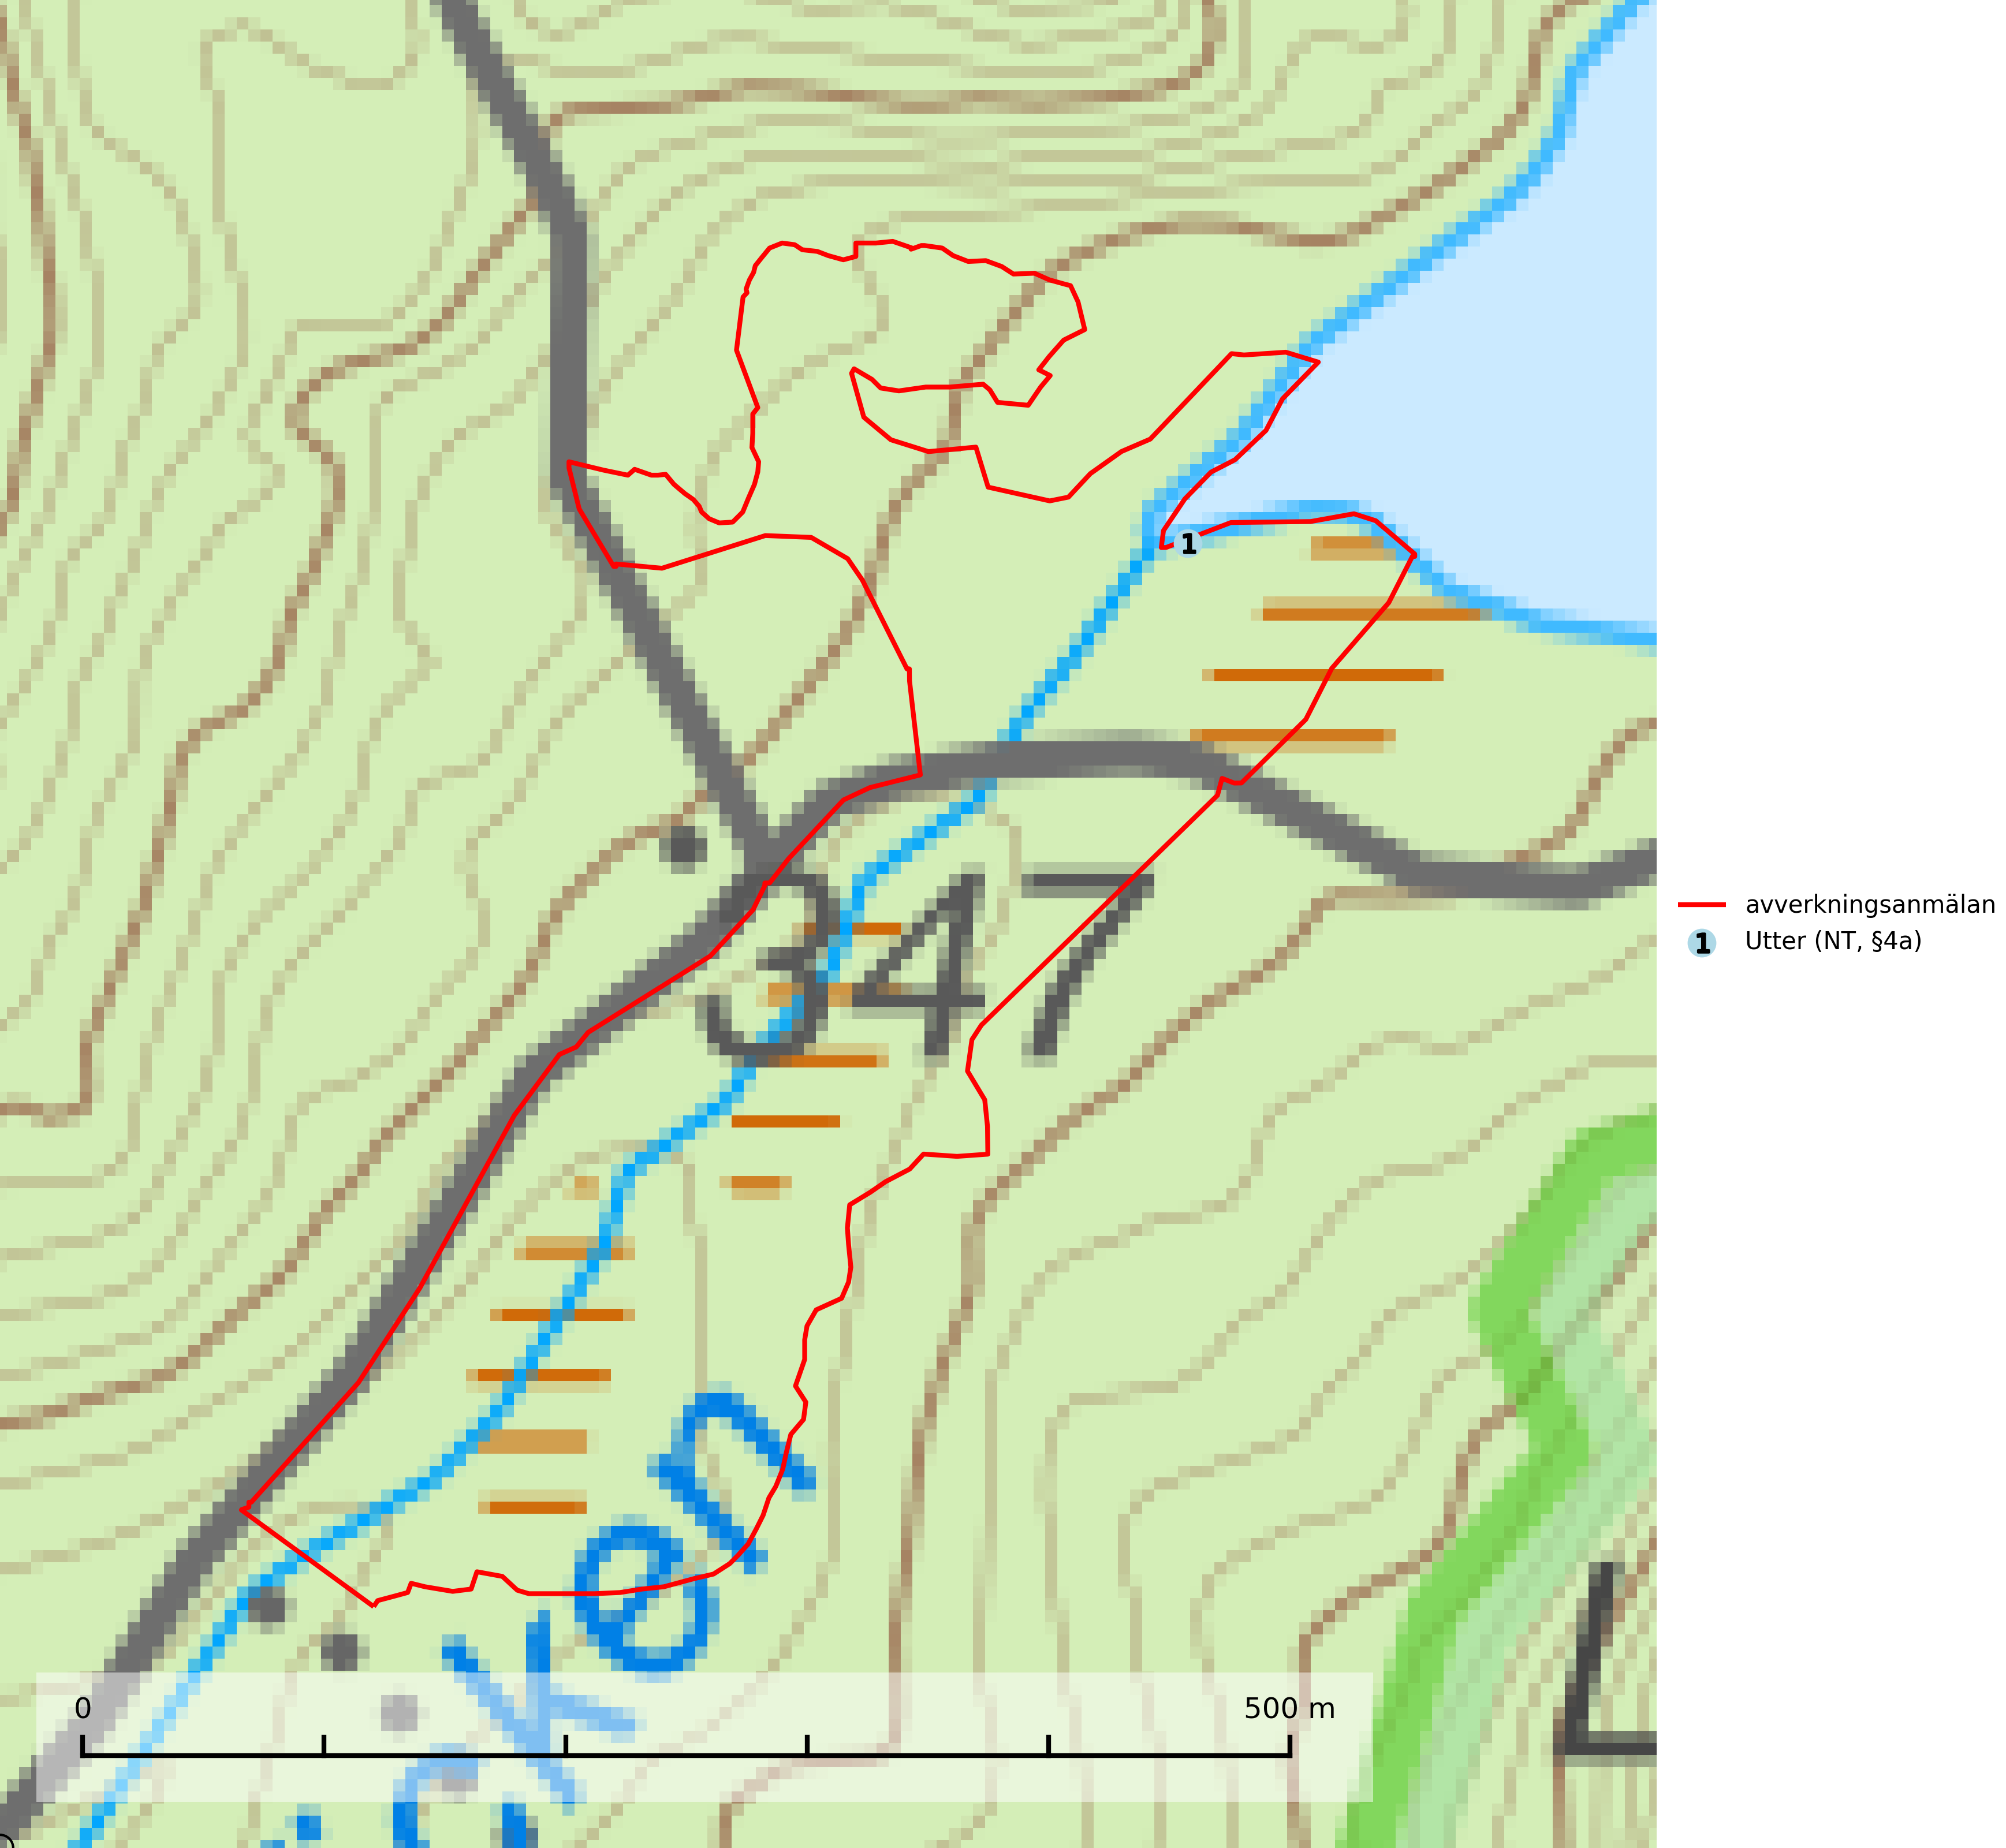 1
347
avverkningsanmälan
1 Utter (NT, §4a)
0 500 m